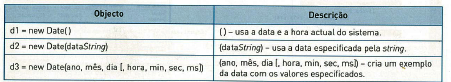 Objecto Descrição
d1 = new Date() () – usa a data e a hora actual do sistema.
d2 = new Date(dataString) (dataString) – usa a data especificada pela string.
d3 = new Date(ano, mês, dia [, hora, min, sec, ms]) (ano, mês, dia [, hora, min, sec, ms]) – cria um exemplo
da data com os valores especificados.